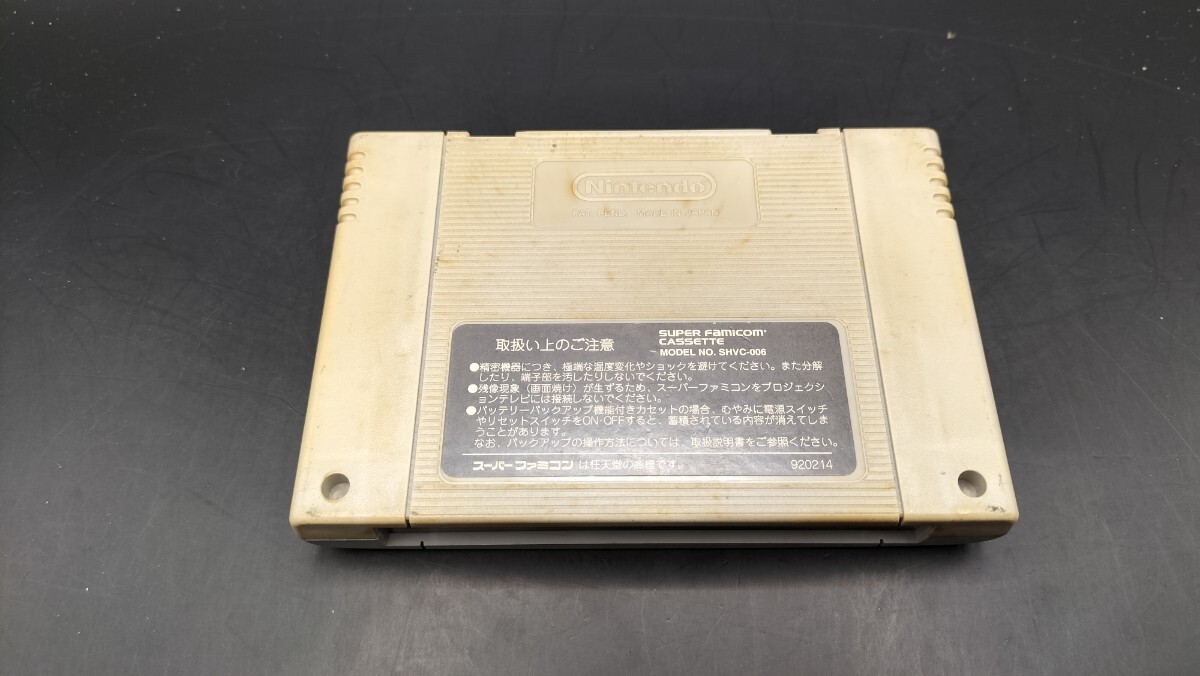 Nintendo
PAT. PEND. MADE IN JAPAN
取扱い上のご注意
SUPER Famicom
CASSETTE
MODEL NO. SHVC-006
●精密機器につき、極端な温度変化やショックを避けてください。また分解
したり、端子部を汚したりしないでください。
●残像現象(画面焼け)が生ずるため、スーパーファミコンをプロジェクシ
ョンテレビには接続しないでください。
●バッテリーバックアップ機能付きカセットの場合、むやみに電源スイッチ
やリセットスイッチをON・OFFすると、蓄積されている内容が消えてしま
うことがあります。
なお、バックアップの操作方法については、取扱説明書をご参照ください。
スーパーファミコンは任天堂の商標です。
920214